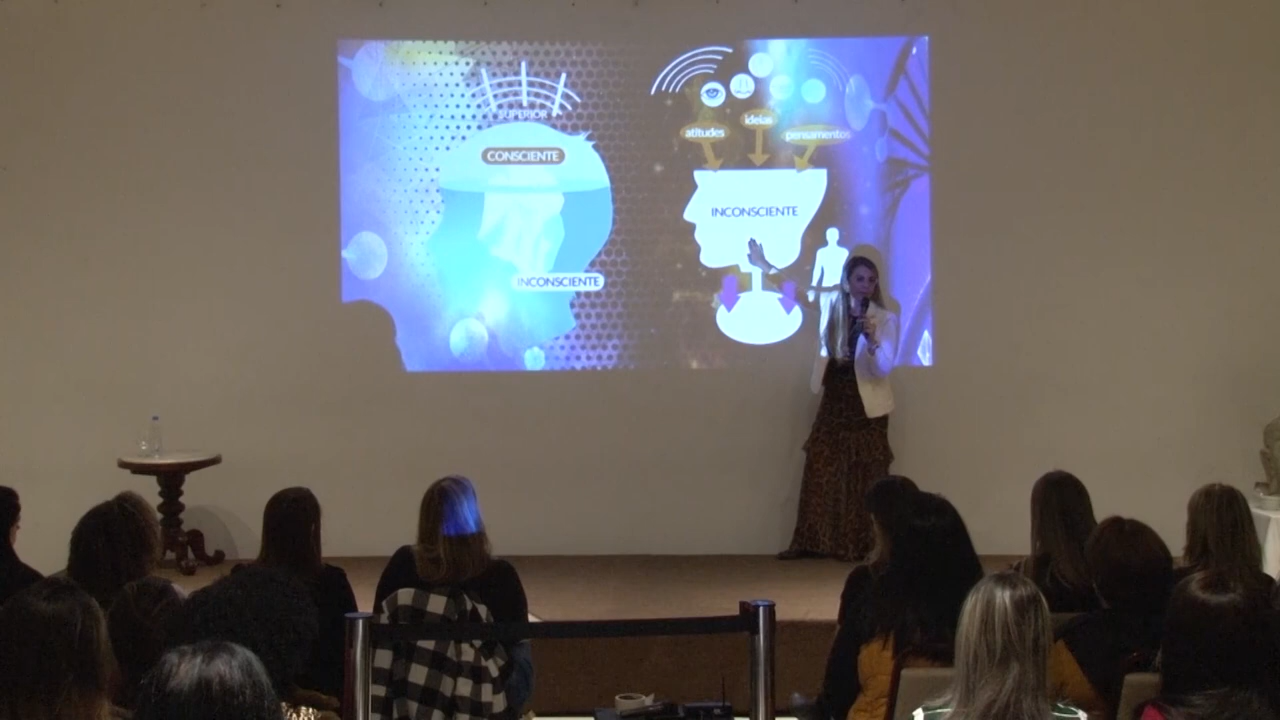 SUPERIOR
CONSCIENTE
INCONSCIENTE
atitudes
ideias
pensamentos
INCONSCIENTE